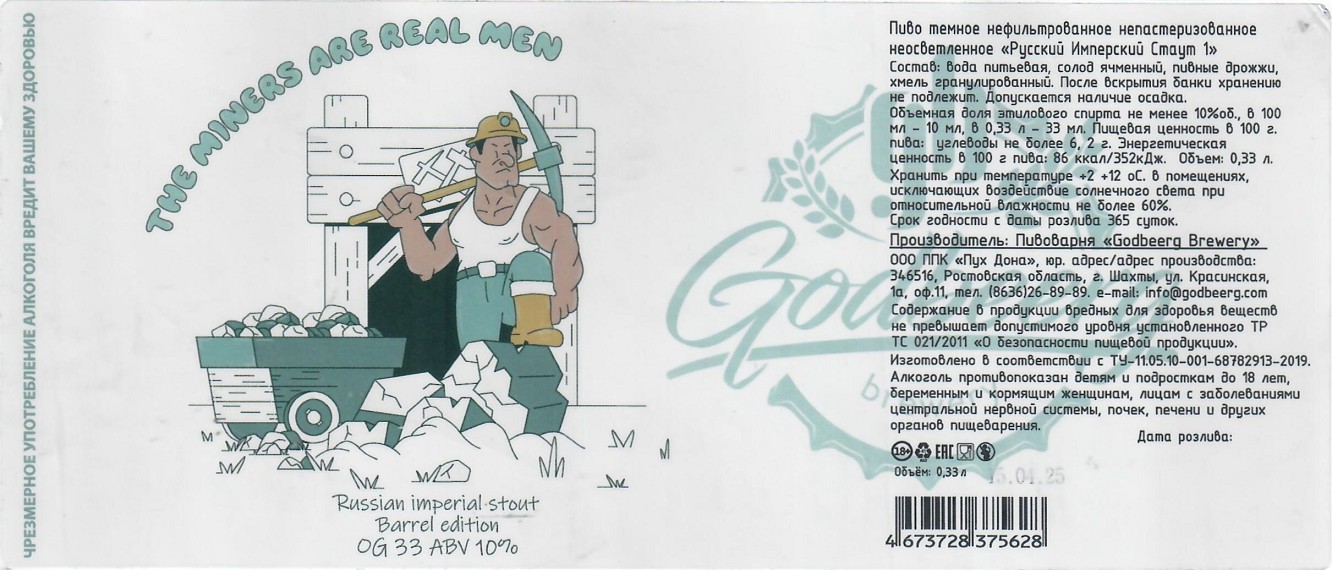 ЧРЕЗМЕРНОЕ УПОТРЕБЛЕНИЕ АЛКОГОЛЯ ВРЕДИТ ВАШЕМУ ЗДОРОВЬЮ
THE MINERS ARE REAL MEN
Russian imperial stout
Barrel edition
OG 33 ABV 10%
Godbeerg
brewery
Пиво темное нефильтрованное непастеризованное
неосветленное «Русский Имперский Стаут 1»
Состав: вода питьевая, солод ячменный, пивные дрожжи,
хмель гранулированный. После вскрытия банки хранению
не подлежит. Допускается наличие осадка.
Объемная доля этилового спирта не менее 10%об., в 100
мл - 10 мл, в 0,33 л - 33 мл. Пищевая ценность в 100 г.
пива: углеводы не более 6, 2 г. Энергетическая
ценность в 100 г пива: 86 ккал/352кДж. Объем: 0,33 л.
Хранить при температуре +2 +12 оС. в помещениях,
исключающих воздействие солнечного света при
относительной влажности не более 60%.
Срок годности с даты розлива 365 суток.
Производитель: Пивоварня «Godbeerg Brewery»
ООО ППК «Пух Дона», юр. адрес/адрес производства:
346516, Ростовская область, г. Шахты, ул. Красинская,
1а, оф.11, тел. (8636)26-89-89. e-mail: info@godbeerg.com
Содержание в продукции вредных для здоровья веществ
не превышает допустимого уровня установленного ТР
ТС 021/2011 «О безопасности пищевой продукции».
Изготовлено в соответствии с ТУ-11.05.10-001-68782913-2019.
Алкоголь противопоказан детям и подросткам до 18 лет,
беременным и кормящим женщинам, лицам с заболеваниями
центральной нервной системы, почек, печени и других
органов пищеварения.
Дата розлива:
18+ EAC
Объём: 0,33 л
15.04.25
4 673728 375628